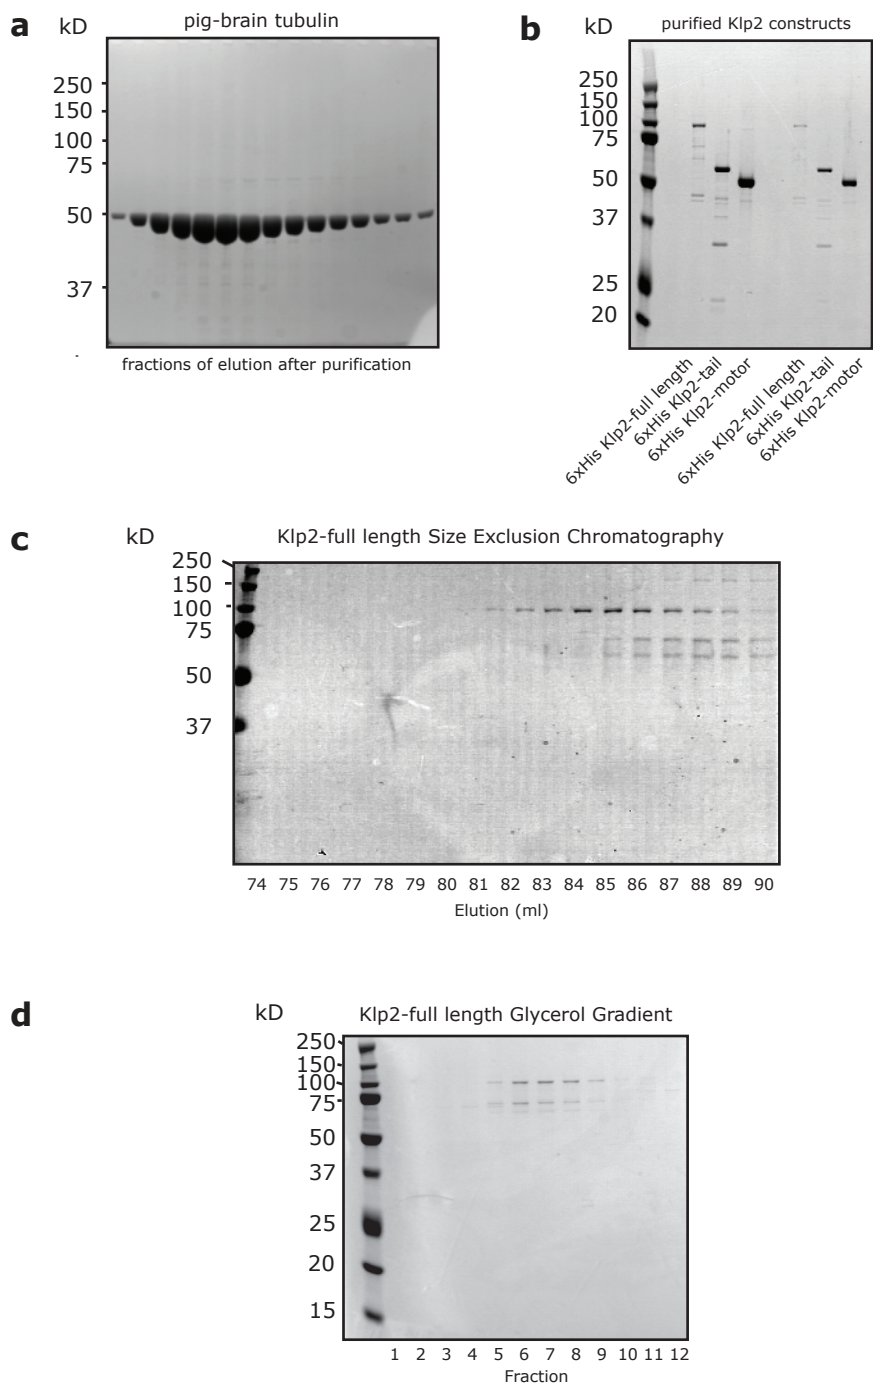 a
kD
pig-brain tubulin
250
150
100
75
50
37
fractions of elution after purification
b
kD
purified Klp2 constructs
250
150
100
75
50
37
25
20
6xHis Klp2-full length
6xHis Klp2-tail
6xHis Klp2-motor
6xHis Klp2-full length
6xHis Klp2-tail
6xHis Klp2-motor
c
kD
Klp2-full length Size Exclusion Chromatography
250
150
100
75
50
37
74 75 76 77 78 79 80 81 82 83 84 85 86 87 88 89 90
Elution (ml)
d
kD
Klp2-full length Glycerol Gradient
250
150
100
75
50
37
25
20
15
1 2 3 4 5 6 7 8 9 10 11 12
Fraction